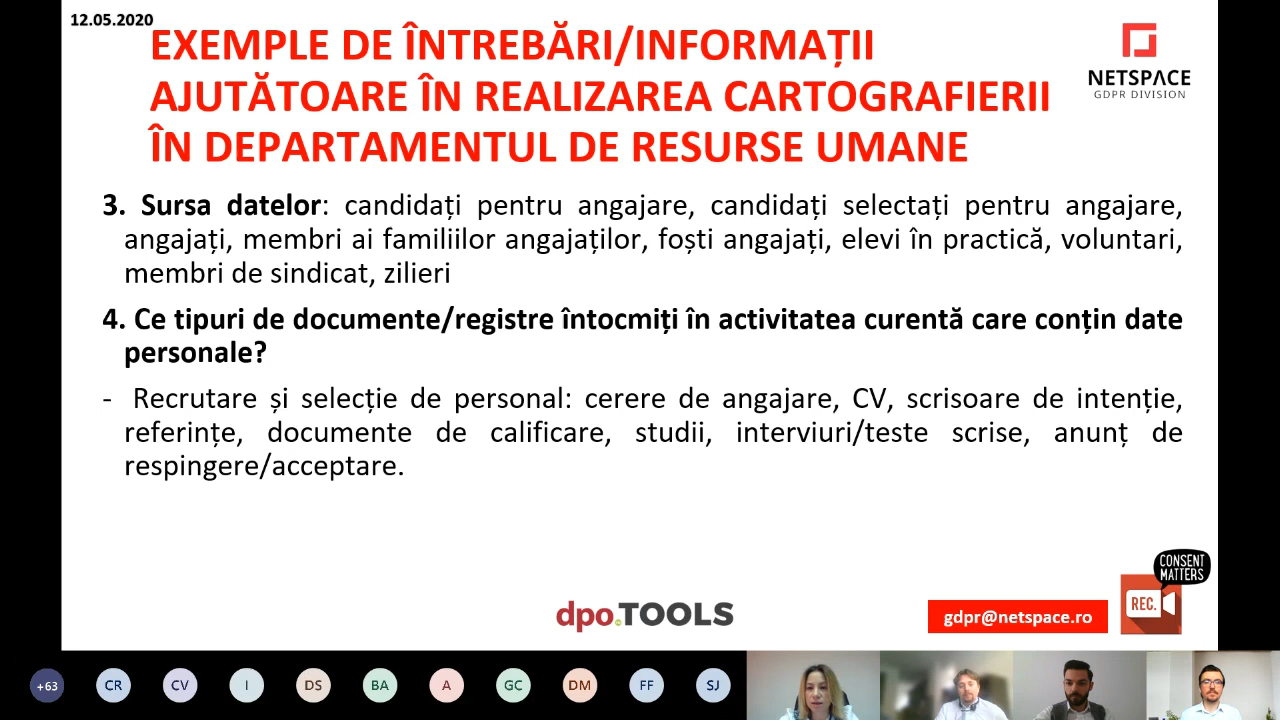 12.05.2020
EXEMPLE DE ÎNTREBĂRI/INFORMAȚII
AJUTĂTOARE ÎN REALIZAREA CARTOGRAFIERII
ÎN DEPARTAMENTUL DE RESURSE UMANE
NETSPΛCE
GDPR DIVISION
3. Sursa datelor: candidați pentru angajare, candidați selectați pentru angajare,
angajați, membri ai familiilor angajaților, foști angajați, elevi în practică, voluntari,
membri de sindicat, zilieri
4. Ce tipuri de documente/registre întocmiți în activitatea curentă care conțin date
personale?
- Recrutare și selecție de personal: cerere de angajare, CV, scrisoare de intenție,
referințe, documente de calificare, studii, interviuri/teste scrise, anunț de
respingere/acceptare.
CONSENT
MATTERS
REC.
dpo.TOOLS
gdpr@netspace.ro
+63 CR CV I DS BA A GC DM FF SJ